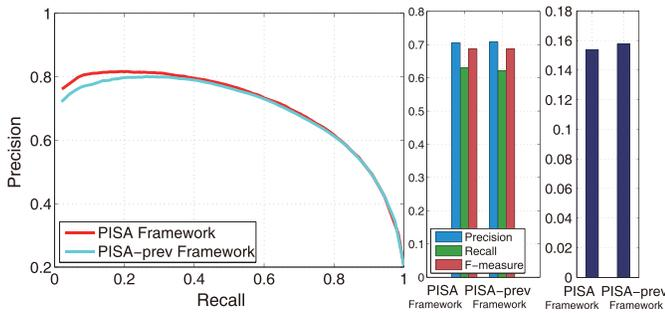 1
0.8
0.6
0.4
0.2
0 0.2 0.4 0.6 0.8 1
Precision
Recall
PISA Framework
PISA-prev Framework
0.8
0.7
0.6
0.5
0.4
0.3
0.2
0.1
0
Precision
Recall
F-measure
PISA PISA-prev
Framework Framework
0.18
0.16
0.14
0.12
0.1
0.08
0.06
0.04
0.02
0
PISA PISA-prev
Framework Framework